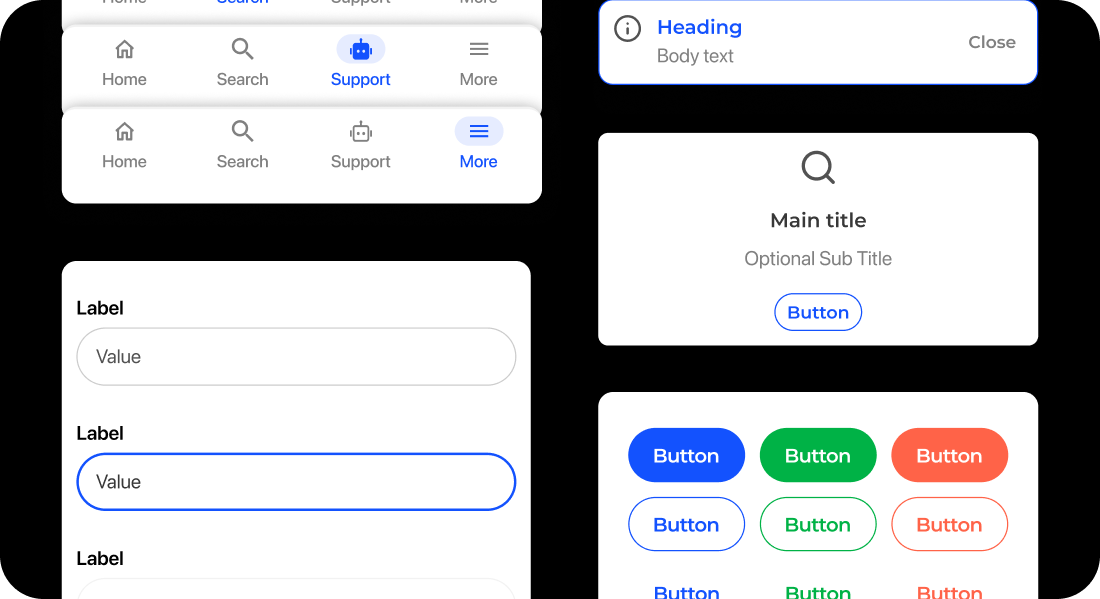 Home Search Support More
Home Search Support More
Home Search Support More
Label
Value
Label
Value
Label
Heading
Body text
Close
Main title
Optional Sub Title
Button
Button Button Button
Button Button Button
Button Button Button